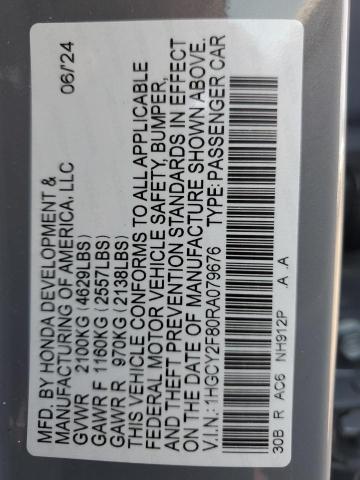 MFD. BY HONDA DEVELOPMENT &
MANUFACTURING OF AMERICA, LLC 06/24
GVWR 2100KG (4629LBS)
GAWR F 1160KG (2557LBS)
GAWR R 970KG (2138LBS)
THIS VEHICLE CONFORMS TO ALL APPLICABLE
FEDERAL MOTOR VEHICLE SAFETY, BUMPER,
AND THEFT PREVENTION STANDARDS IN EFFECT
ON THE DATE OF MANUFACTURE SHOWN ABOVE.
V.I.N.: 1HGCY2F80RA079676 TYPE: PASSENGER CAR
30B R AC6 NH912P A .A